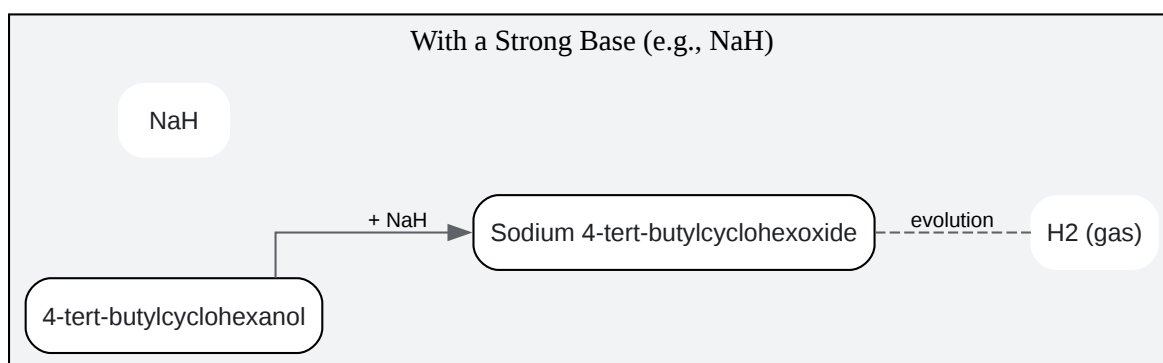 With a Strong Base (e.g., NaH)
NaH
+ NaH
Sodium 4-tert-butylcyclohexoxide
evolution
H2 (gas)
4-tert-butylcyclohexanol